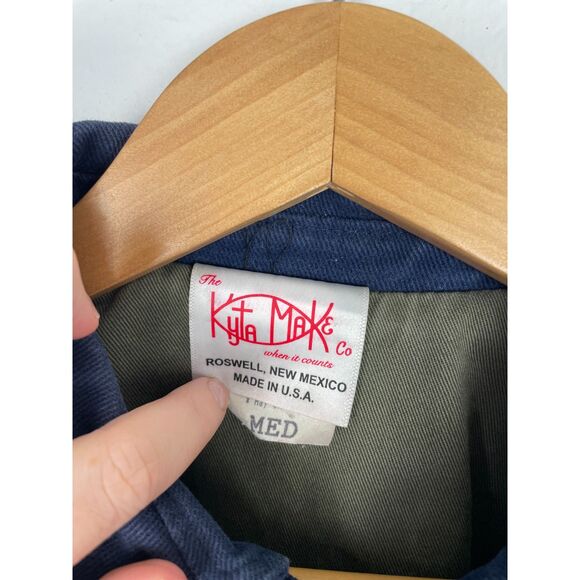 The
Kyta Make Co
when it counts
ROSWELL, NEW MEXICO
MADE IN U.S.A.
MED